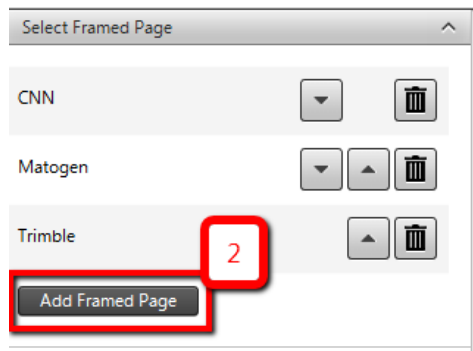 Select Framed Page
CNN
Matogen
Trimble
2
Add Framed Page